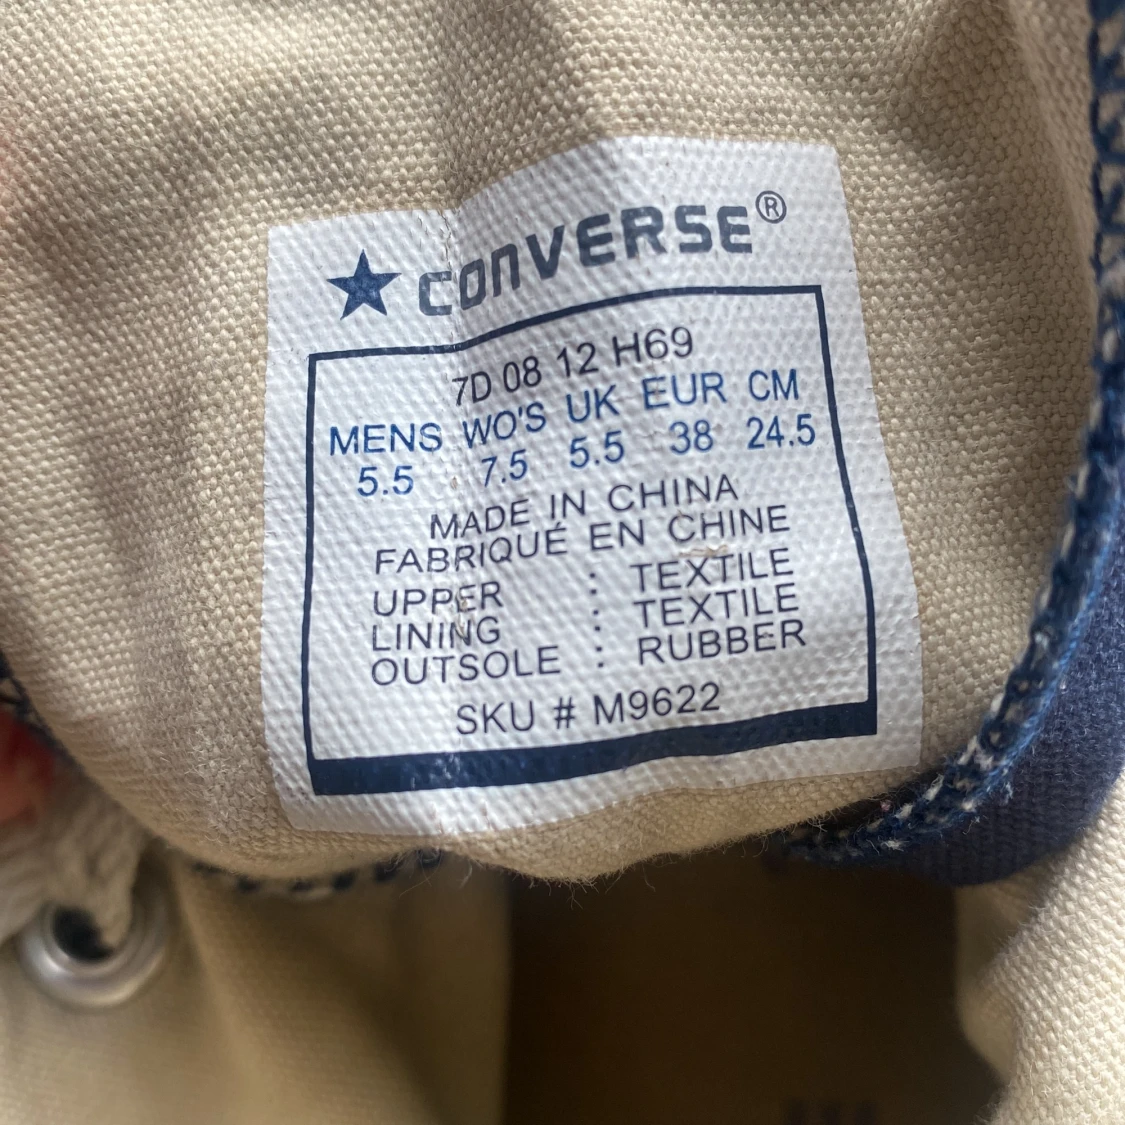 CONVERSE®
7D 08 12 H69
MENS WO'S UK EUR CM
5.5 7.5 5.5 38 24.5
MADE IN CHINA
FABRIQUÉ EN CHINE
UPPER : TEXTILE
LINING : TEXTILE
OUTSOLE : RUBBER
SKU # M9622